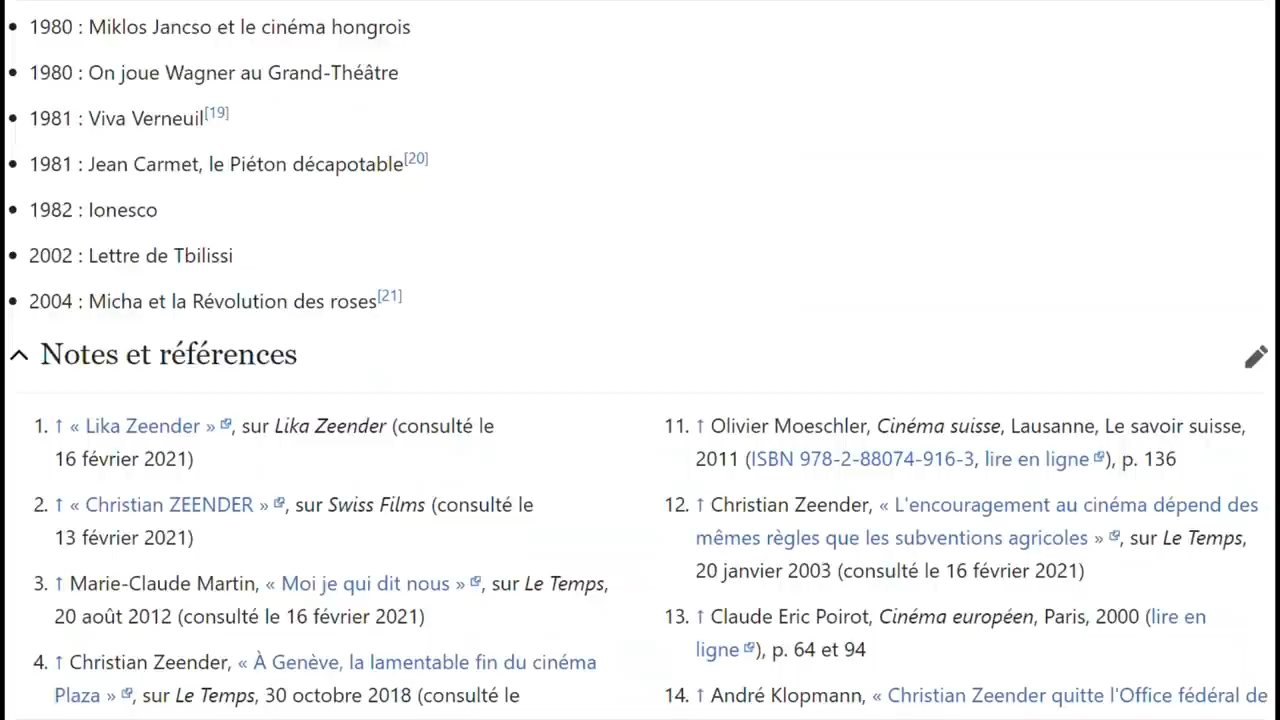 1980 : Miklos Jancso et le cinéma hongrois
1980 : On joue Wagner au Grand-Théâtre
1981 : Viva Verneuil[19]
1981 : Jean Carmet, le Piéton décapotable[20]
1982 : Ionesco
2002 : Lettre de Tbilissi
2004 : Micha et la Révolution des roses[21]
Notes et références
1. ↑ « Lika Zeender », sur Lika Zeender (consulté le
16 février 2021)
2. ↑ « Christian ZEENDER », sur Swiss Films (consulté le
13 février 2021)
3. ↑ Marie-Claude Martin, « Moi je qui dit nous », sur Le Temps,
20 août 2012 (consulté le 16 février 2021)
4. ↑ Christian Zeender, « À Genève, la lamentable fin du cinéma
Plaza », sur Le Temps, 30 octobre 2018 (consulté le
11. ↑ Olivier Moeschler, Cinéma suisse, Lausanne, Le savoir suisse,
2011 (ISBN 978-2-88074-916-3, lire en ligne), p. 136
12. ↑ Christian Zeender, « L'encouragement au cinéma dépend des
mêmes règles que les subventions agricoles », sur Le Temps,
20 janvier 2003 (consulté le 16 février 2021)
13. ↑ Claude Eric Poirot, Cinéma européen, Paris, 2000 (lire en
ligne), p. 64 et 94
14. ↑ André Klopmann, « Christian Zeender quitte l'Office fédéral de